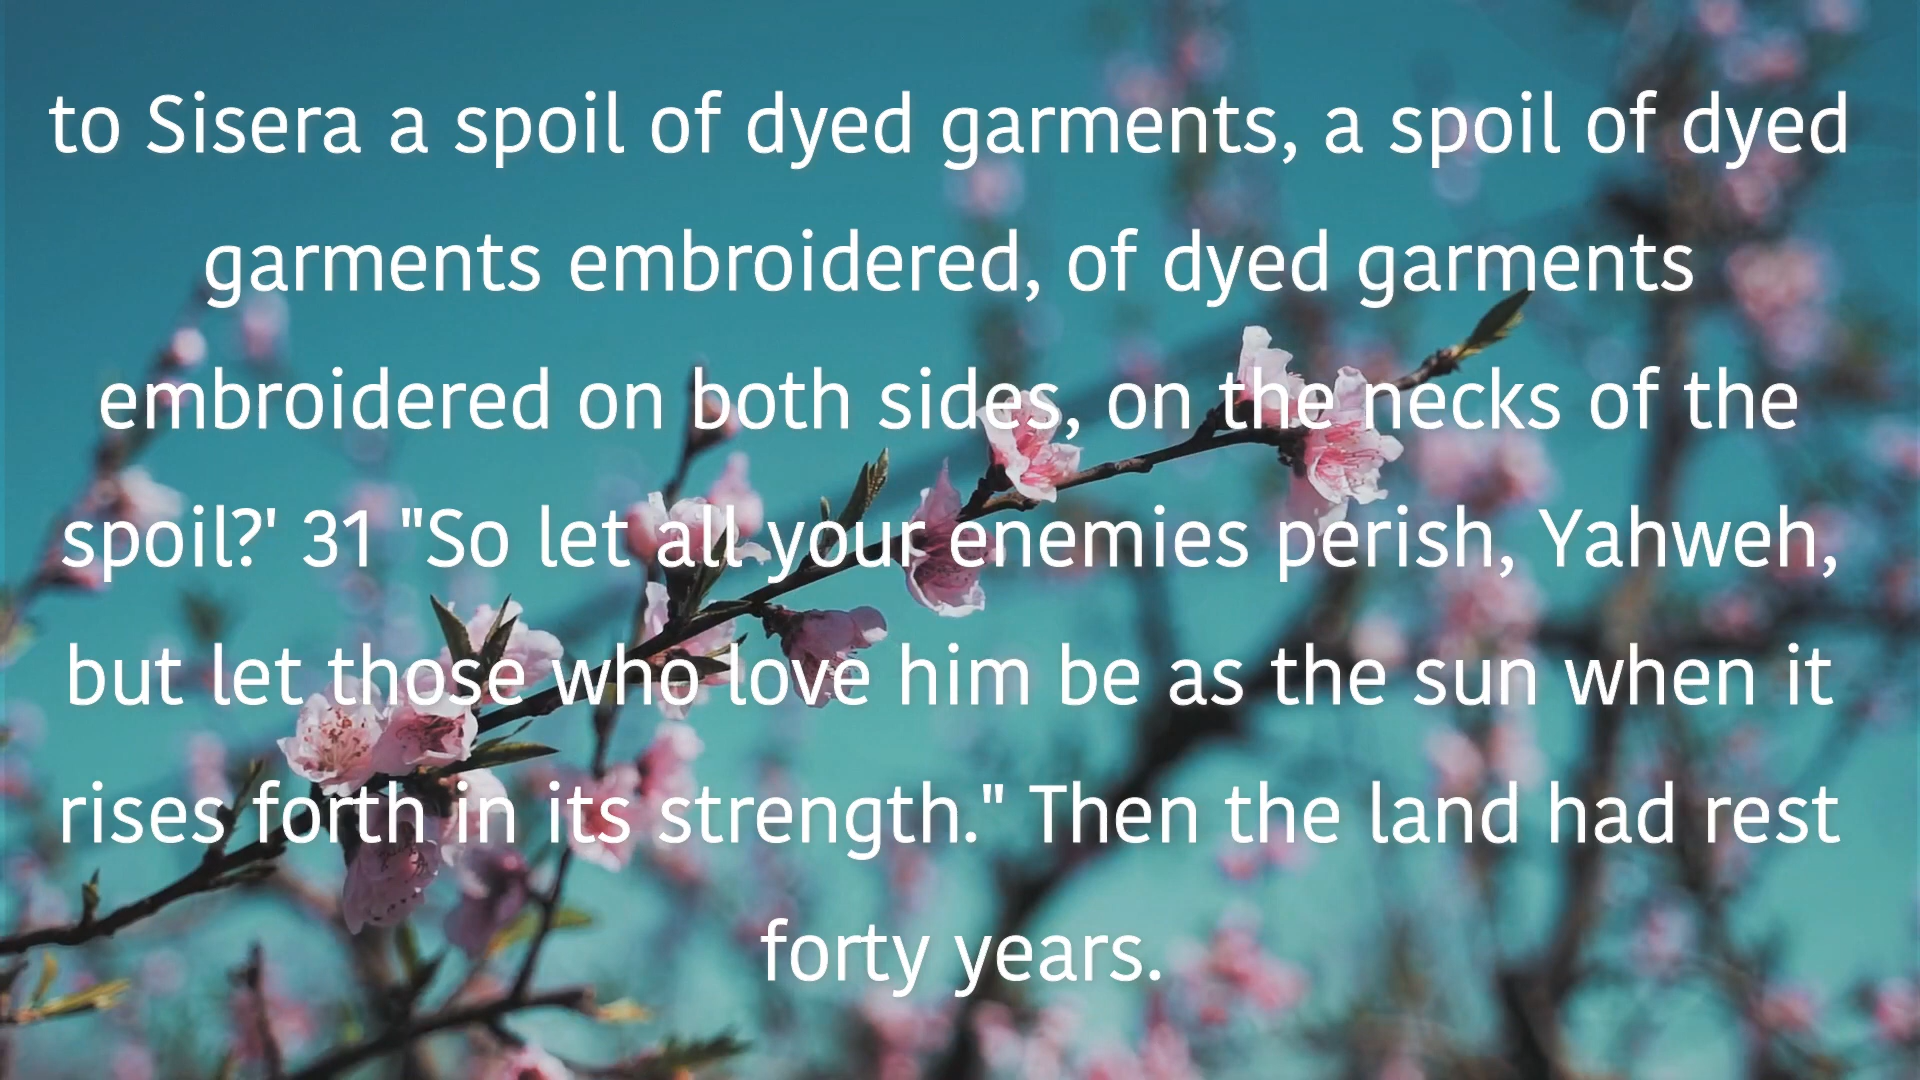 to Sisera a spoil of dyed garments, a spoil of dyed
garments embroidered, of dyed garments
embroidered on both sides, on the necks of the
spoil?' 31 "So let all your enemies perish, Yahweh,
but let those who love him be as the sun when it
rises forth in its strength." Then the land had rest
forty years.